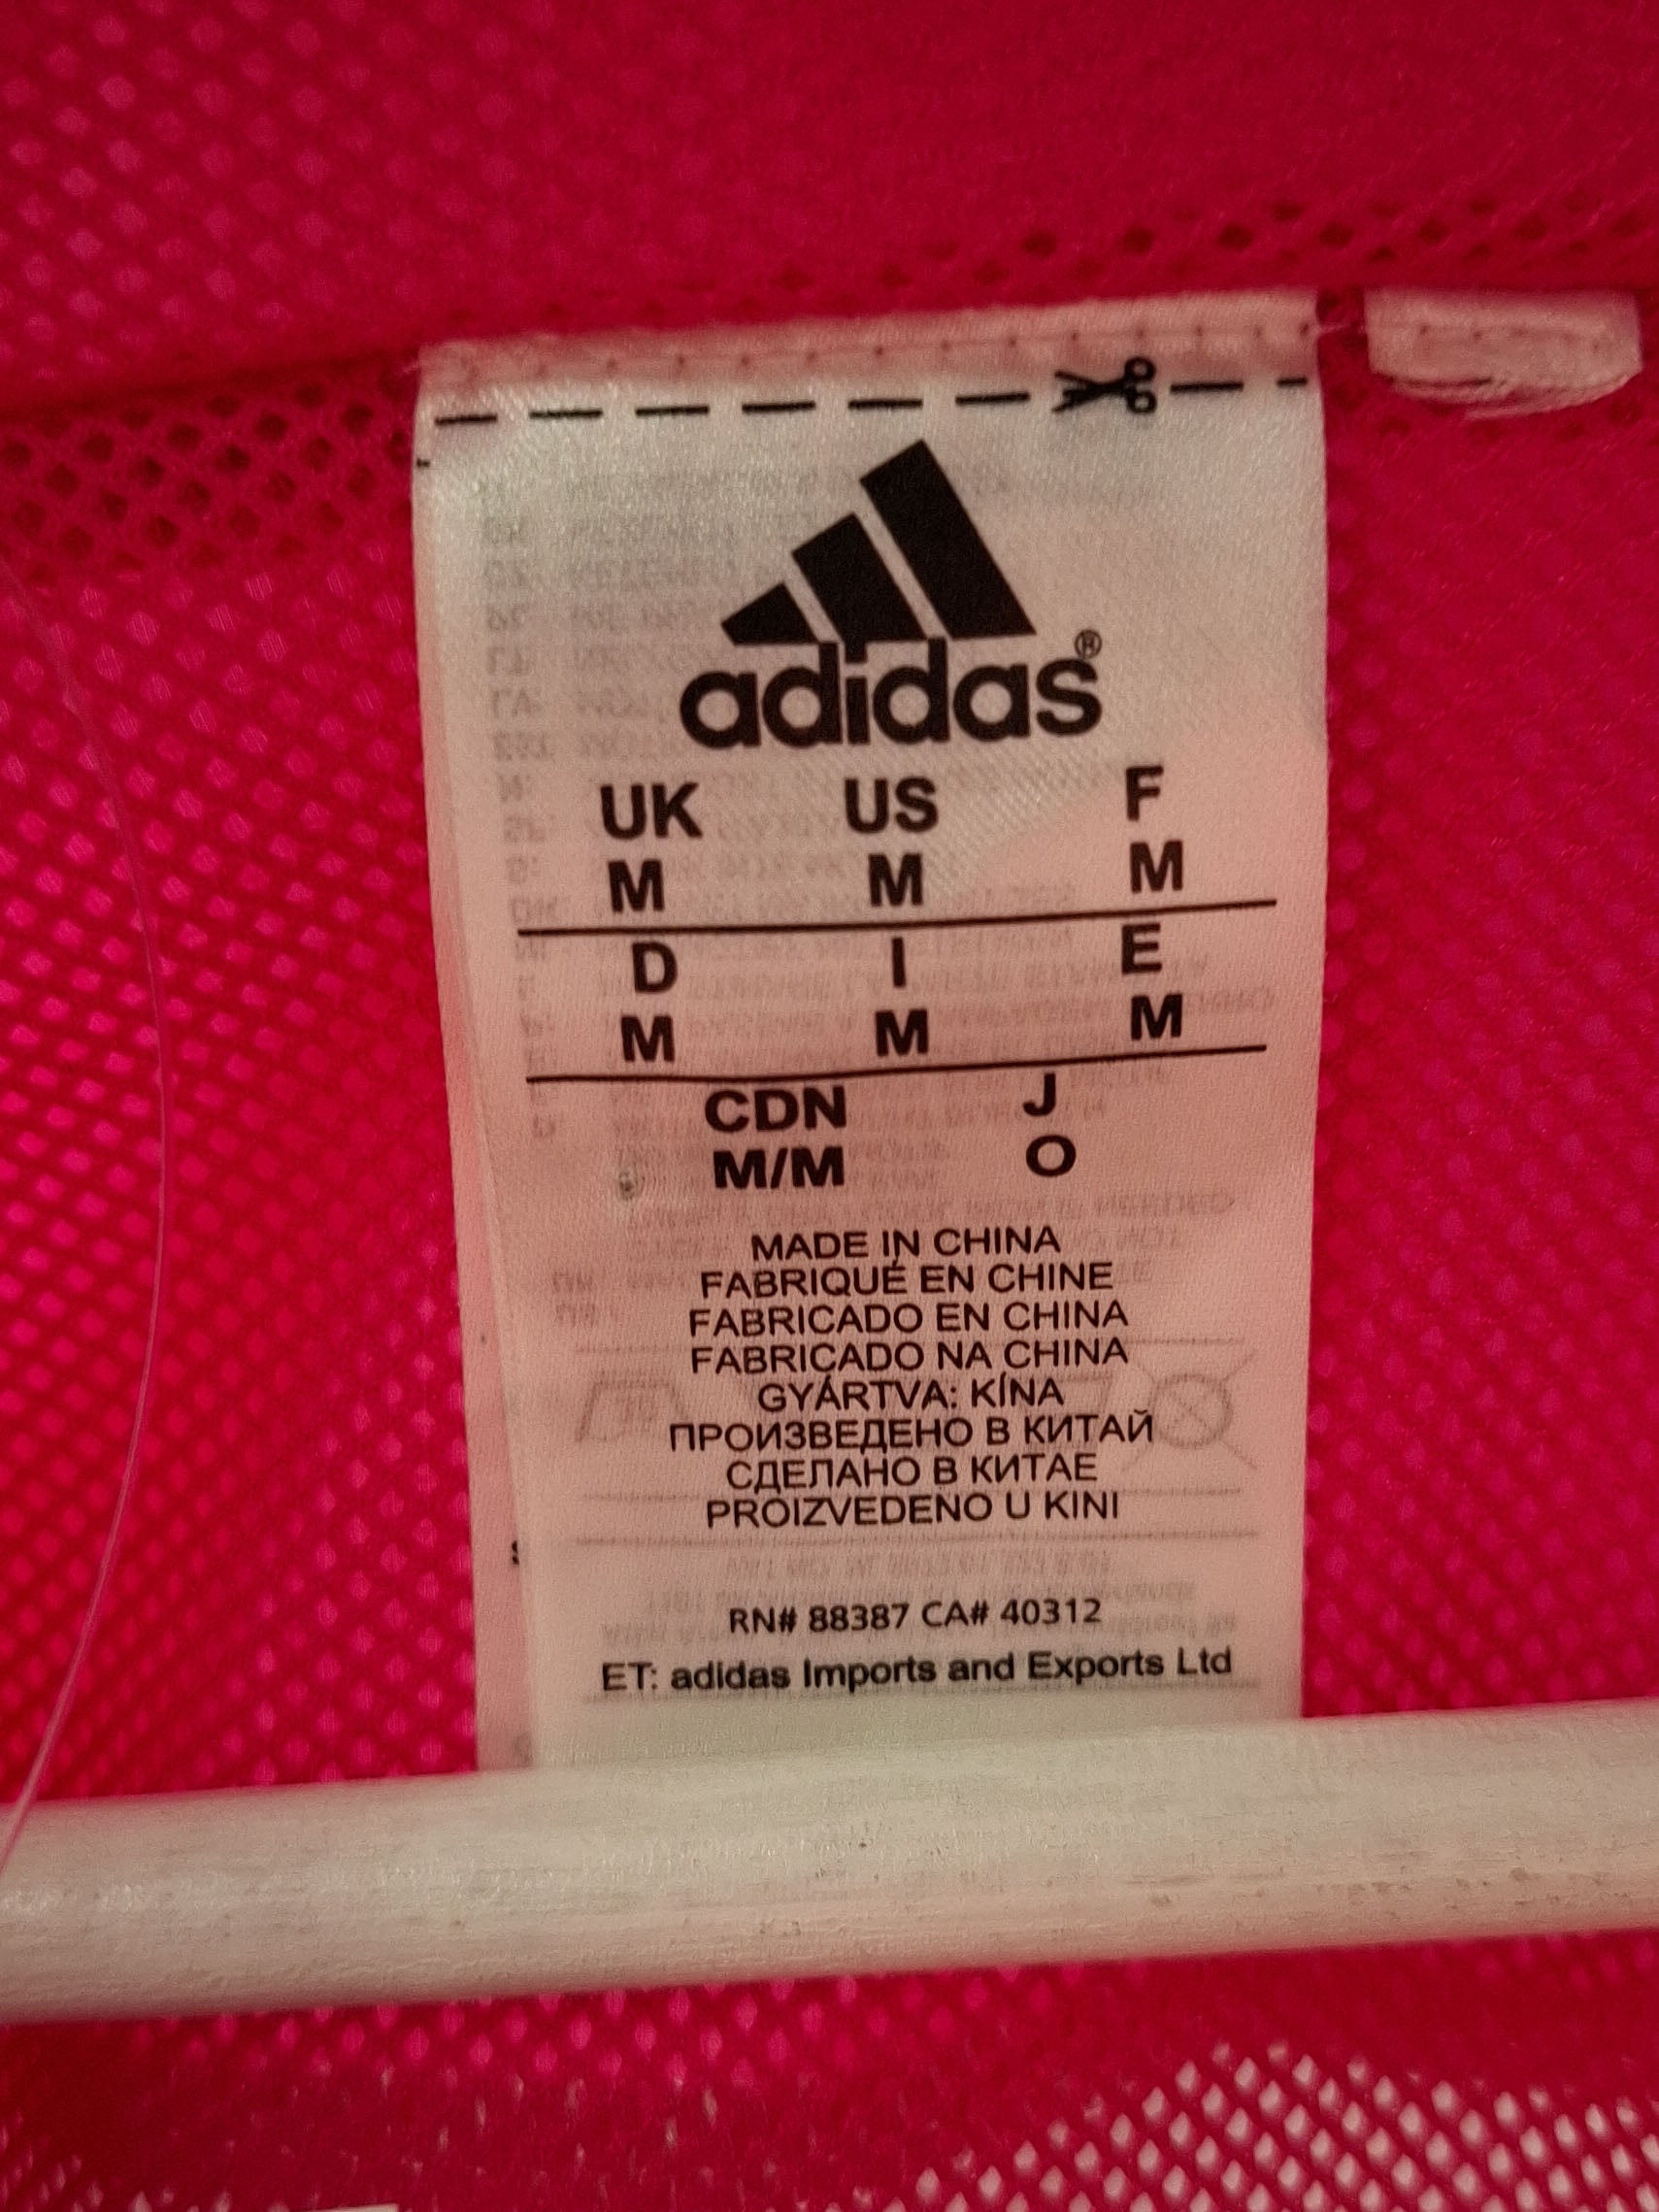 adidas®
UK US F
M M M
D I E
M M M
CDN J
M/M O
MADE IN CHINA
FABRIQUÉ EN CHINE
FABRICADO EN CHINA
FABRICADO NA CHINA
GYÁRTVA: KÍNA
ПРОИЗВЕДЕНО В КИТАЙ
СДЕЛАНО В КИТАЕ
PROIZVEDENO U KINI
RN# 88387 CA# 40312
ET: adidas Imports and Exports Ltd